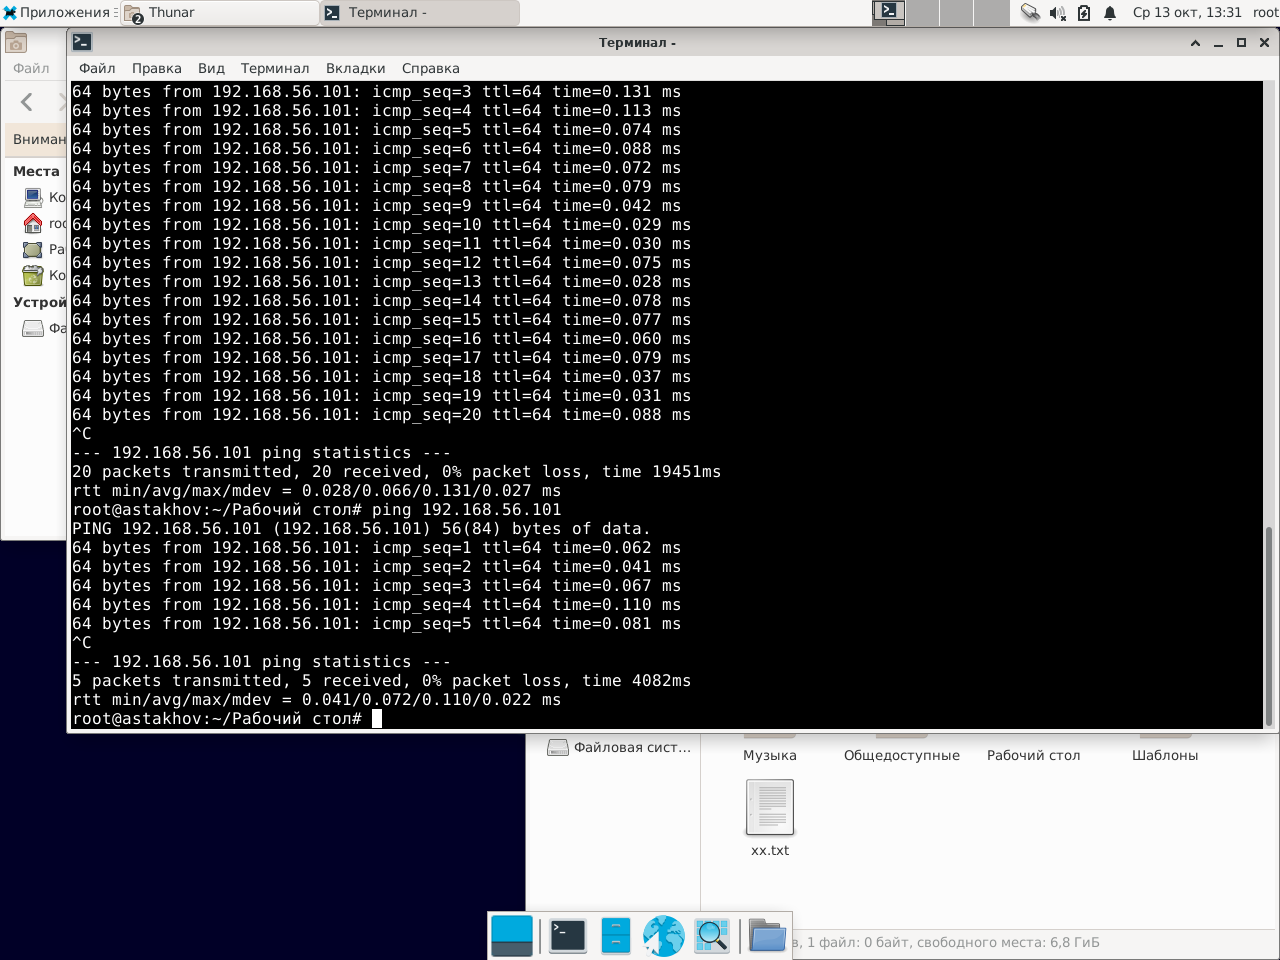 Приложения
Thunar
2
Терминал -
Ср 13 окт, 13:31
root
Терминал -
Файл
Файл Правка Вид Терминал Вкладки Справка
Места
64 bytes from 192.168.56.101: icmp_seq=3 ttl=64 time=0.131 ms
64 bytes from 192.168.56.101: icmp_seq=4 ttl=64 time=0.113 ms
64 bytes from 192.168.56.101: icmp_seq=5 ttl=64 time=0.074 ms
64 bytes from 192.168.56.101: icmp_seq=6 ttl=64 time=0.088 ms
64 bytes from 192.168.56.101: icmp_seq=7 ttl=64 time=0.072 ms
64 bytes from 192.168.56.101: icmp_seq=8 ttl=64 time=0.079 ms
64 bytes from 192.168.56.101: icmp_seq=9 ttl=64 time=0.042 ms
64 bytes from 192.168.56.101: icmp_seq=10 ttl=64 time=0.029 ms
64 bytes from 192.168.56.101: icmp_seq=11 ttl=64 time=0.030 ms
64 bytes from 192.168.56.101: icmp_seq=12 ttl=64 time=0.075 ms
64 bytes from 192.168.56.101: icmp_seq=13 ttl=64 time=0.028 ms
64 bytes from 192.168.56.101: icmp_seq=14 ttl=64 time=0.078 ms
64 bytes from 192.168.56.101: icmp_seq=15 ttl=64 time=0.077 ms
64 bytes from 192.168.56.101: icmp_seq=16 ttl=64 time=0.060 ms
64 bytes from 192.168.56.101: icmp_seq=17 ttl=64 time=0.079 ms
64 bytes from 192.168.56.101: icmp_seq=18 ttl=64 time=0.037 ms
64 bytes from 192.168.56.101: icmp_seq=19 ttl=64 time=0.031 ms
64 bytes from 192.168.56.101: icmp_seq=20 ttl=64 time=0.088 ms
^C
--- 192.168.56.101 ping statistics ---
20 packets transmitted, 20 received, 0% packet loss, time 19451ms
rtt min/avg/max/mdev = 0.028/0.066/0.131/0.027 ms
root@astakhov:~/Рабочий стол# ping 192.168.56.101
PING 192.168.56.101 (192.168.56.101) 56(84) bytes of data.
64 bytes from 192.168.56.101: icmp_seq=1 ttl=64 time=0.062 ms
64 bytes from 192.168.56.101: icmp_seq=2 ttl=64 time=0.041 ms
64 bytes from 192.168.56.101: icmp_seq=3 ttl=64 time=0.067 ms
64 bytes from 192.168.56.101: icmp_seq=4 ttl=64 time=0.110 ms
64 bytes from 192.168.56.101: icmp_seq=5 ttl=64 time=0.081 ms
^C
--- 192.168.56.101 ping statistics ---
5 packets transmitted, 5 received, 0% packet loss, time 4082ms
rtt min/avg/max/mdev = 0.041/0.072/0.110/0.022 ms
root@astakhov:~/Рабочий стол#
Файловая сист...
Музыка
Общедоступные
Рабочий стол
Шаблоны
xx.txt
1 файл: 0 байт, свободного места: 6,8 ГиБ